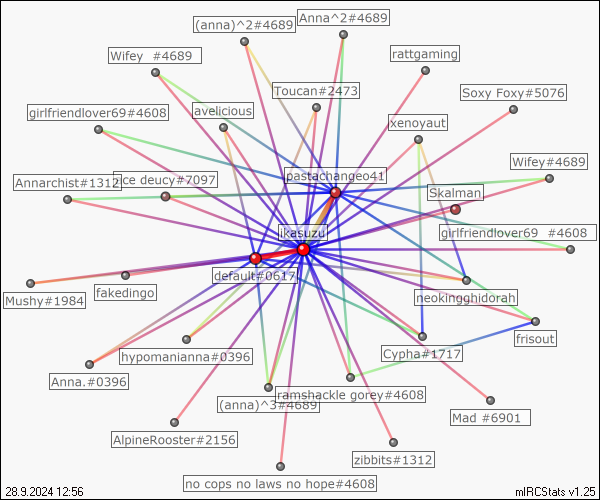 (anna)^2#4689
Anna^2#4689
Wifey  #4689
rattgaming
Toucan#2473
Soxy Foxy#5076
girlfriendlover69#4608
avelicious
xenoyaut
Wifey#4689
pastachangeo41
Annarchist#1312
ice deucy#7097
Skalman
ikasuzu
girlfriendlover69  #4608
default#0617
neokingghidorah
Mushy#1984
fakedingo
frisout
hypomanianna#0396
Cypha#1717
Anna.#0396
ramshackle gorey#4608
(anna)^3#4689
Mad #6901
AlpineRooster#2156
zibbits#1312
no cops no laws no hope#4608
28.9.2024 12:56
mIRCStats v1.25